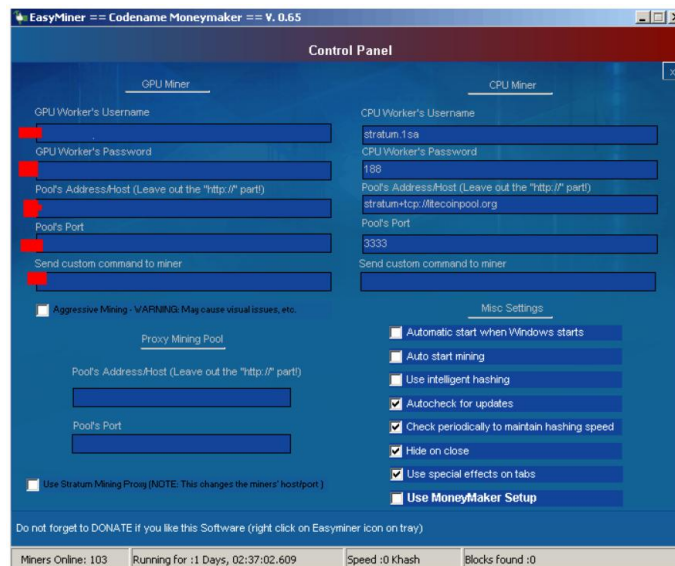 EasyMiner == Codename Moneymaker == V. 0.65
Control Panel
x
GPU Miner
GPU Worker's Username
GPU Worker's Password
Pool's Address/Host (Leave out the "http://" part!)
Pool's Port
Send custom command to miner
Aggressive Mining - WARNING: May cause visual issues, etc.
Proxy Mining Pool
Pool's Address/Host (Leave out the "http://" part!)
Pool's Port
Use Stratum Mining Proxy (NOTE: This changes the miners' host/port )
CPU Miner
CPU Worker's Username
stratum.1sa
CPU Worker's Password
188
Pool's Address/Host (Leave out the "http://" part!)
stratum+tcp://litecoinpool.org
Pool's Port
3333
Send custom command to miner
Misc Settings
Automatic start when Windows starts
Auto start mining
Use intelligent hashing
Autocheck for updates
Check periodically to maintain hashing speed
Hide on close
Use special effects on tabs
Use MoneyMaker Setup
Do not forget to DONATE if you like this Software (right click on Easyminer icon on tray)
Miners Online: 103 Running for :1 Days, 02:37:02.609 Speed :0 Khash Blocks found :0